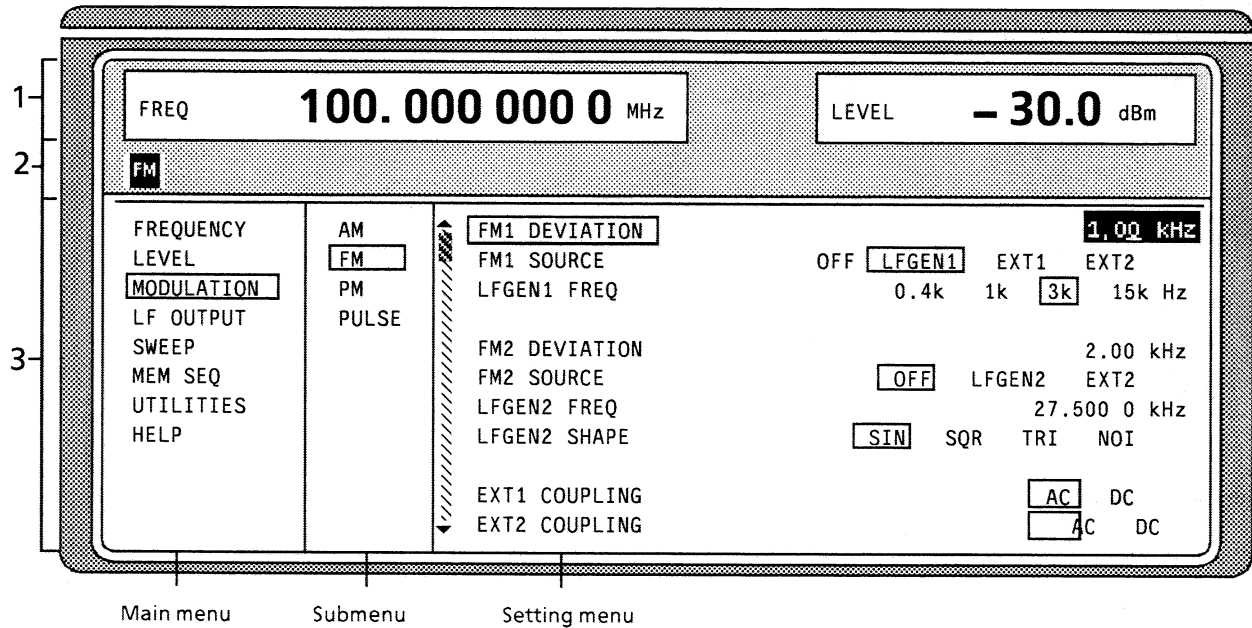 1
FREQ 100.000 000 0 MHz LEVEL – 30.0 dBm
2
FM
3
FREQUENCY
LEVEL
MODULATION
LF OUTPUT
SWEEP
MEM SEQ
UTILITIES
HELP
AM
FM
PM
PULSE
FM1 DEVIATION 1.00 kHz
FM1 SOURCE OFF LFGEN1 EXT1 EXT2
LFGEN1 FREQ 0.4k 1k 3k 15k Hz
FM2 DEVIATION 2.00 kHz
FM2 SOURCE OFF LFGEN2 EXT2
LFGEN2 FREQ 27.500 0 kHz
LFGEN2 SHAPE SIN SQR TRI NOI
EXT1 COUPLING AC DC
EXT2 COUPLING AC DC
Main menu Submenu Setting menu